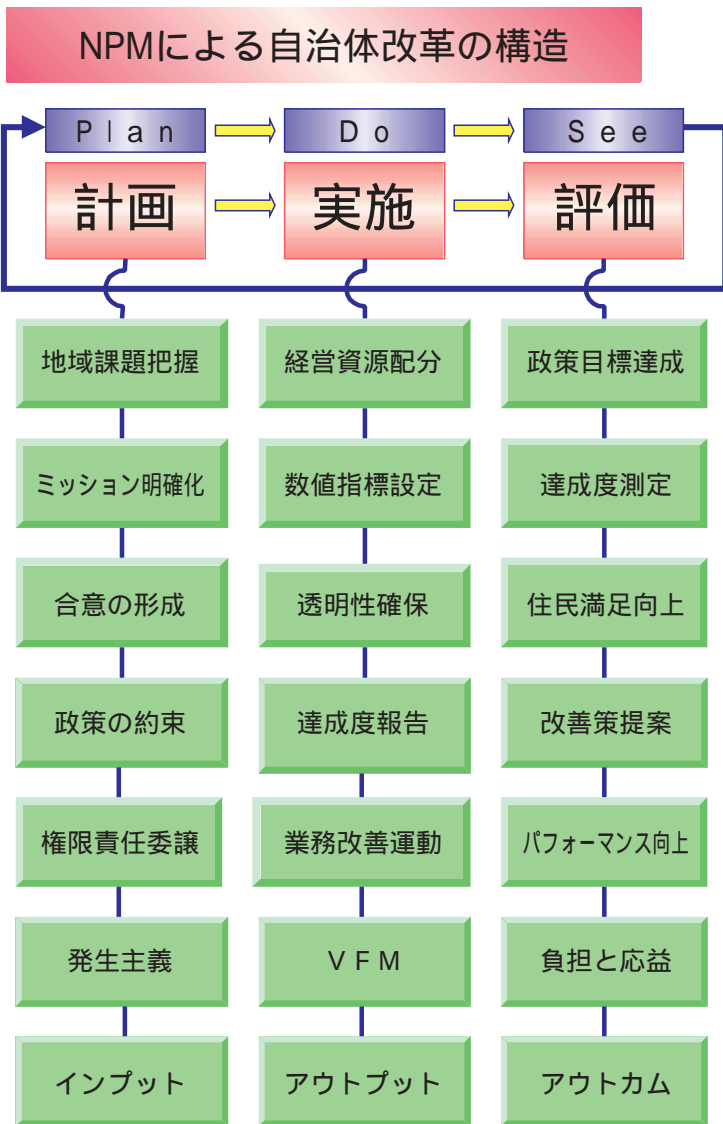 NPMによる自治体改革の構造
Plan
Do
See
計画
実施
評価
地域課題把握
経営資源配分
政策目標達成
ミッション明確化
数値指標設定
達成度測定
合意の形成
透明性確保
住民満足向上
政策の約束
達成度報告
改善策提案
権限責任委譲
業務改善運動
パフォーマンス向上
発生主義
VFM
負担と応益
インプット
アウトプット
アウトカム